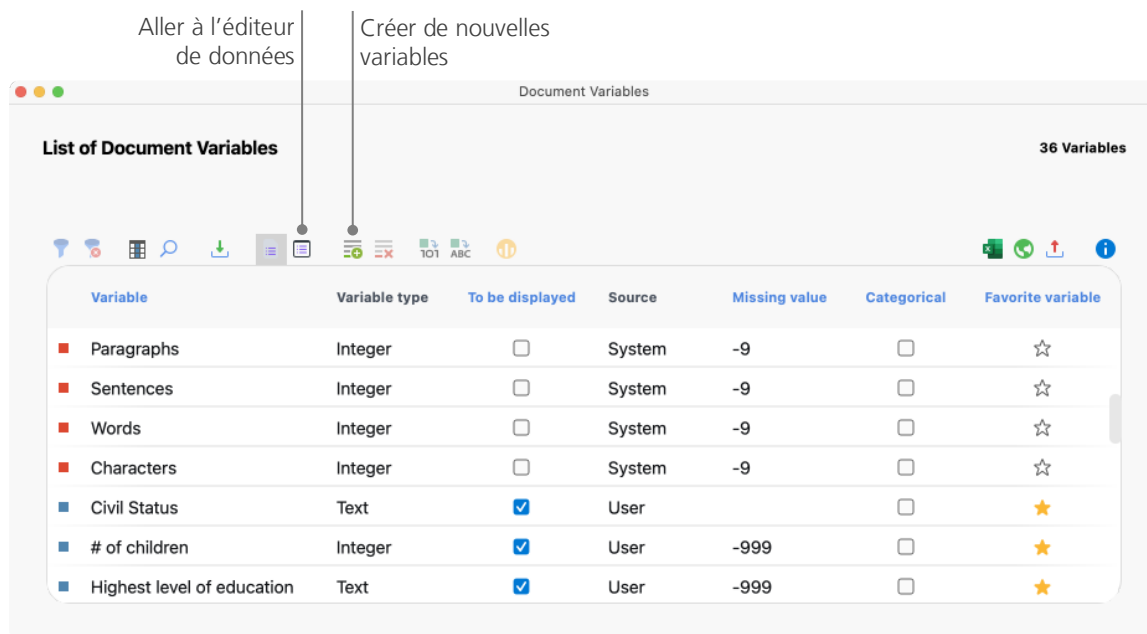 Aller à l’éditeur
de données
Créer de nouvelles
variables
Document Variables
List of Document Variables
36 Variables
101 ABC
Variable Variable type To be displayed Source Missing value Categorical Favorite variable
Paragraphs Integer System -9
Sentences Integer System -9
Words Integer System -9
Characters Integer System -9
Civil Status Text User
# of children Integer User -999
Highest level of education Text User -999